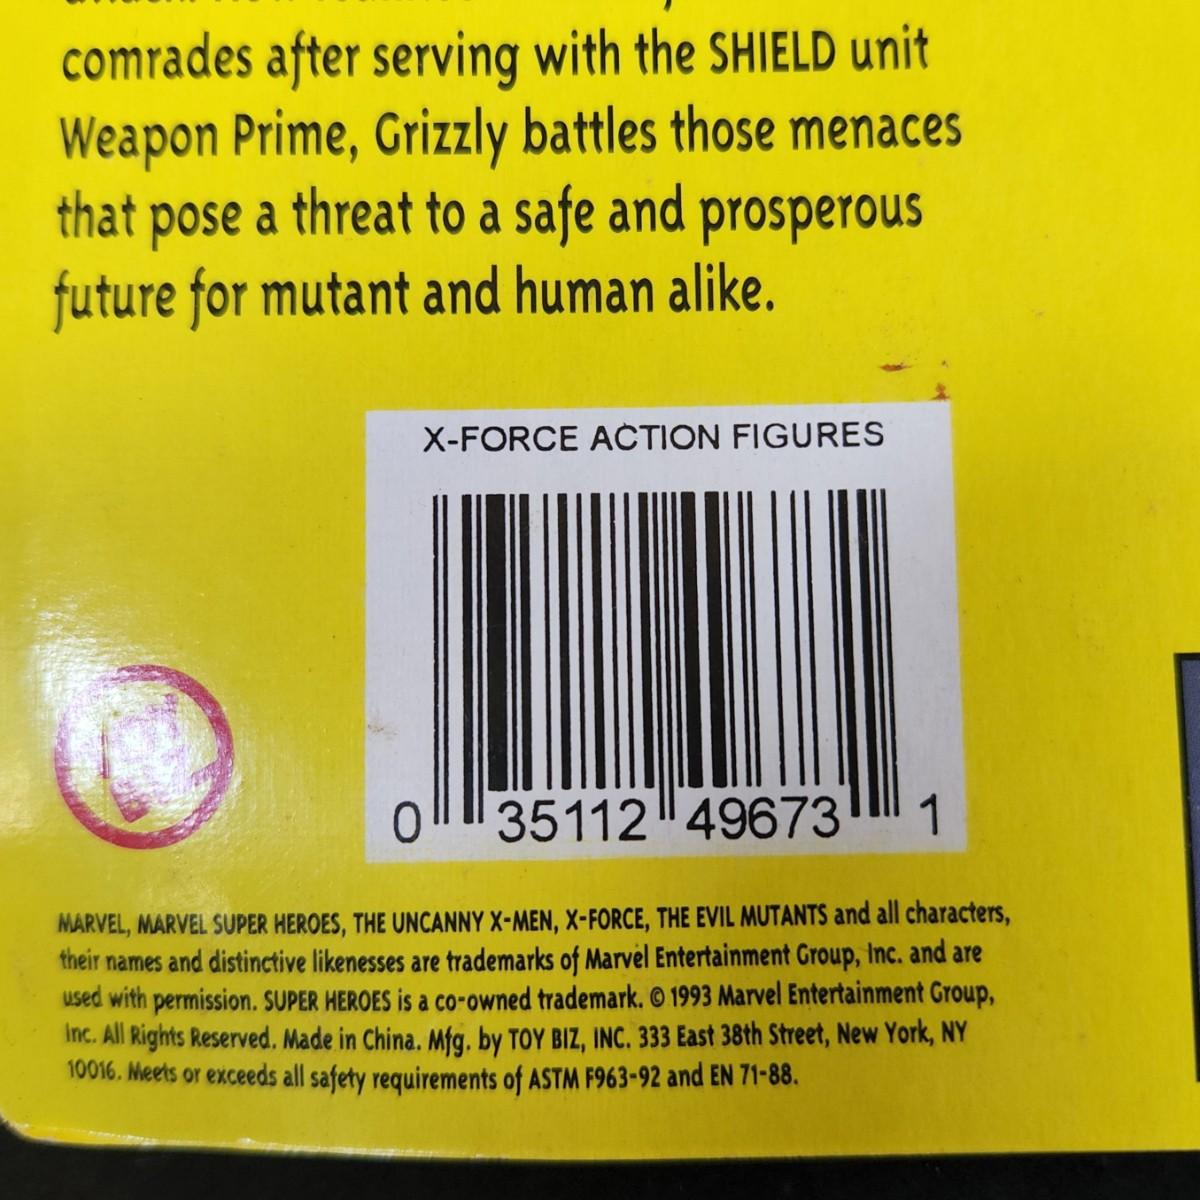 comrades after serving with the SHIELD unit
Weapon Prime, Grizzly battles those menaces
that pose a threat to a safe and prosperous
future for mutant and human alike.
X-FORCE ACTION FIGURES
0 35112 49673 1
MARVEL, MARVEL SUPER HEROES, THE UNCANNY X-MEN, X-FORCE, THE EVIL MUTANTS and all characters,
their names and distinctive likenesses are trademarks of Marvel Entertainment Group, Inc. and are
used with permission. SUPER HEROES is a co-owned trademark. © 1993 Marvel Entertainment Group,
Inc. All Rights Reserved. Made in China. Mfg. by TOY BIZ, INC. 333 East 38th Street, New York, NY
10016. Meets or exceeds all safety requirements of ASTM F963-92 and EN 71-88.